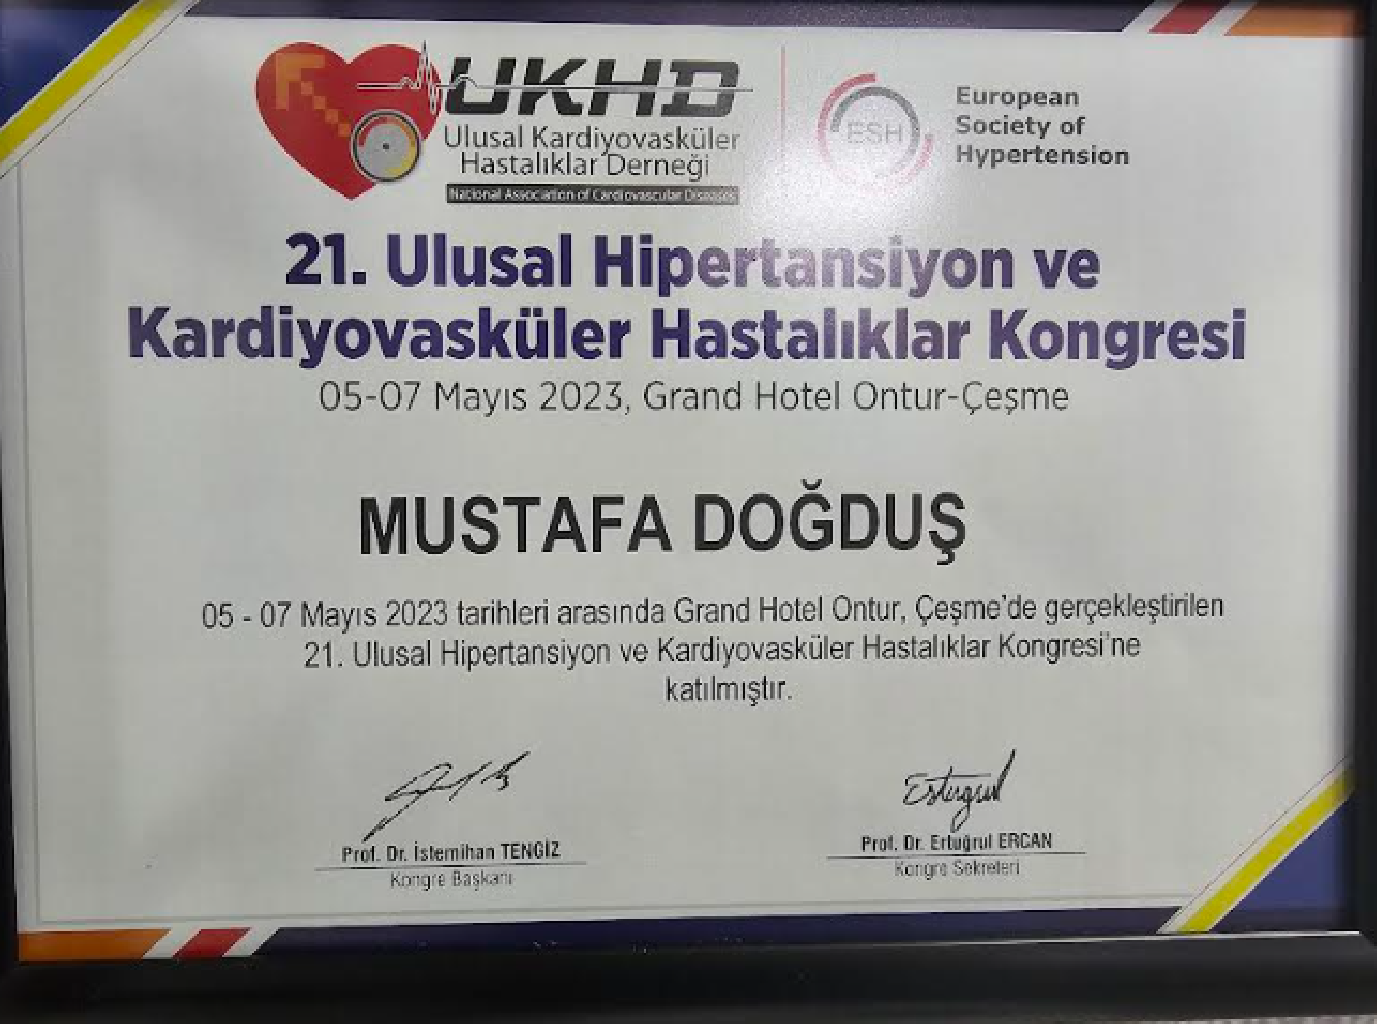 UKHD
Ulusal Kardiyovasküler
Hastalıklar Derneği
National Association of Cardiovascular Diseases
ESH
European
Society of
Hypertension
21. Ulusal Hipertansiyon ve
Kardiyovasküler Hastalıklar Kongresi
05-07 Mayıs 2023, Grand Hotel Ontur-Çeşme
MUSTAFA DOĞDUŞ
05 - 07 Mayıs 2023 tarihleri arasında Grand Hotel Ontur, Çeşme'de gerçekleştirilen
21. Ulusal Hipertansiyon ve Kardiyovasküler Hastalıklar Kongresi'ne
katılmıştır.
Prof. Dr. İstemihan TENGİZ
Kongre Başkanı
Ertuğrul
Prof. Dr. Ertuğrul ERCAN
Kongre Sekreteri